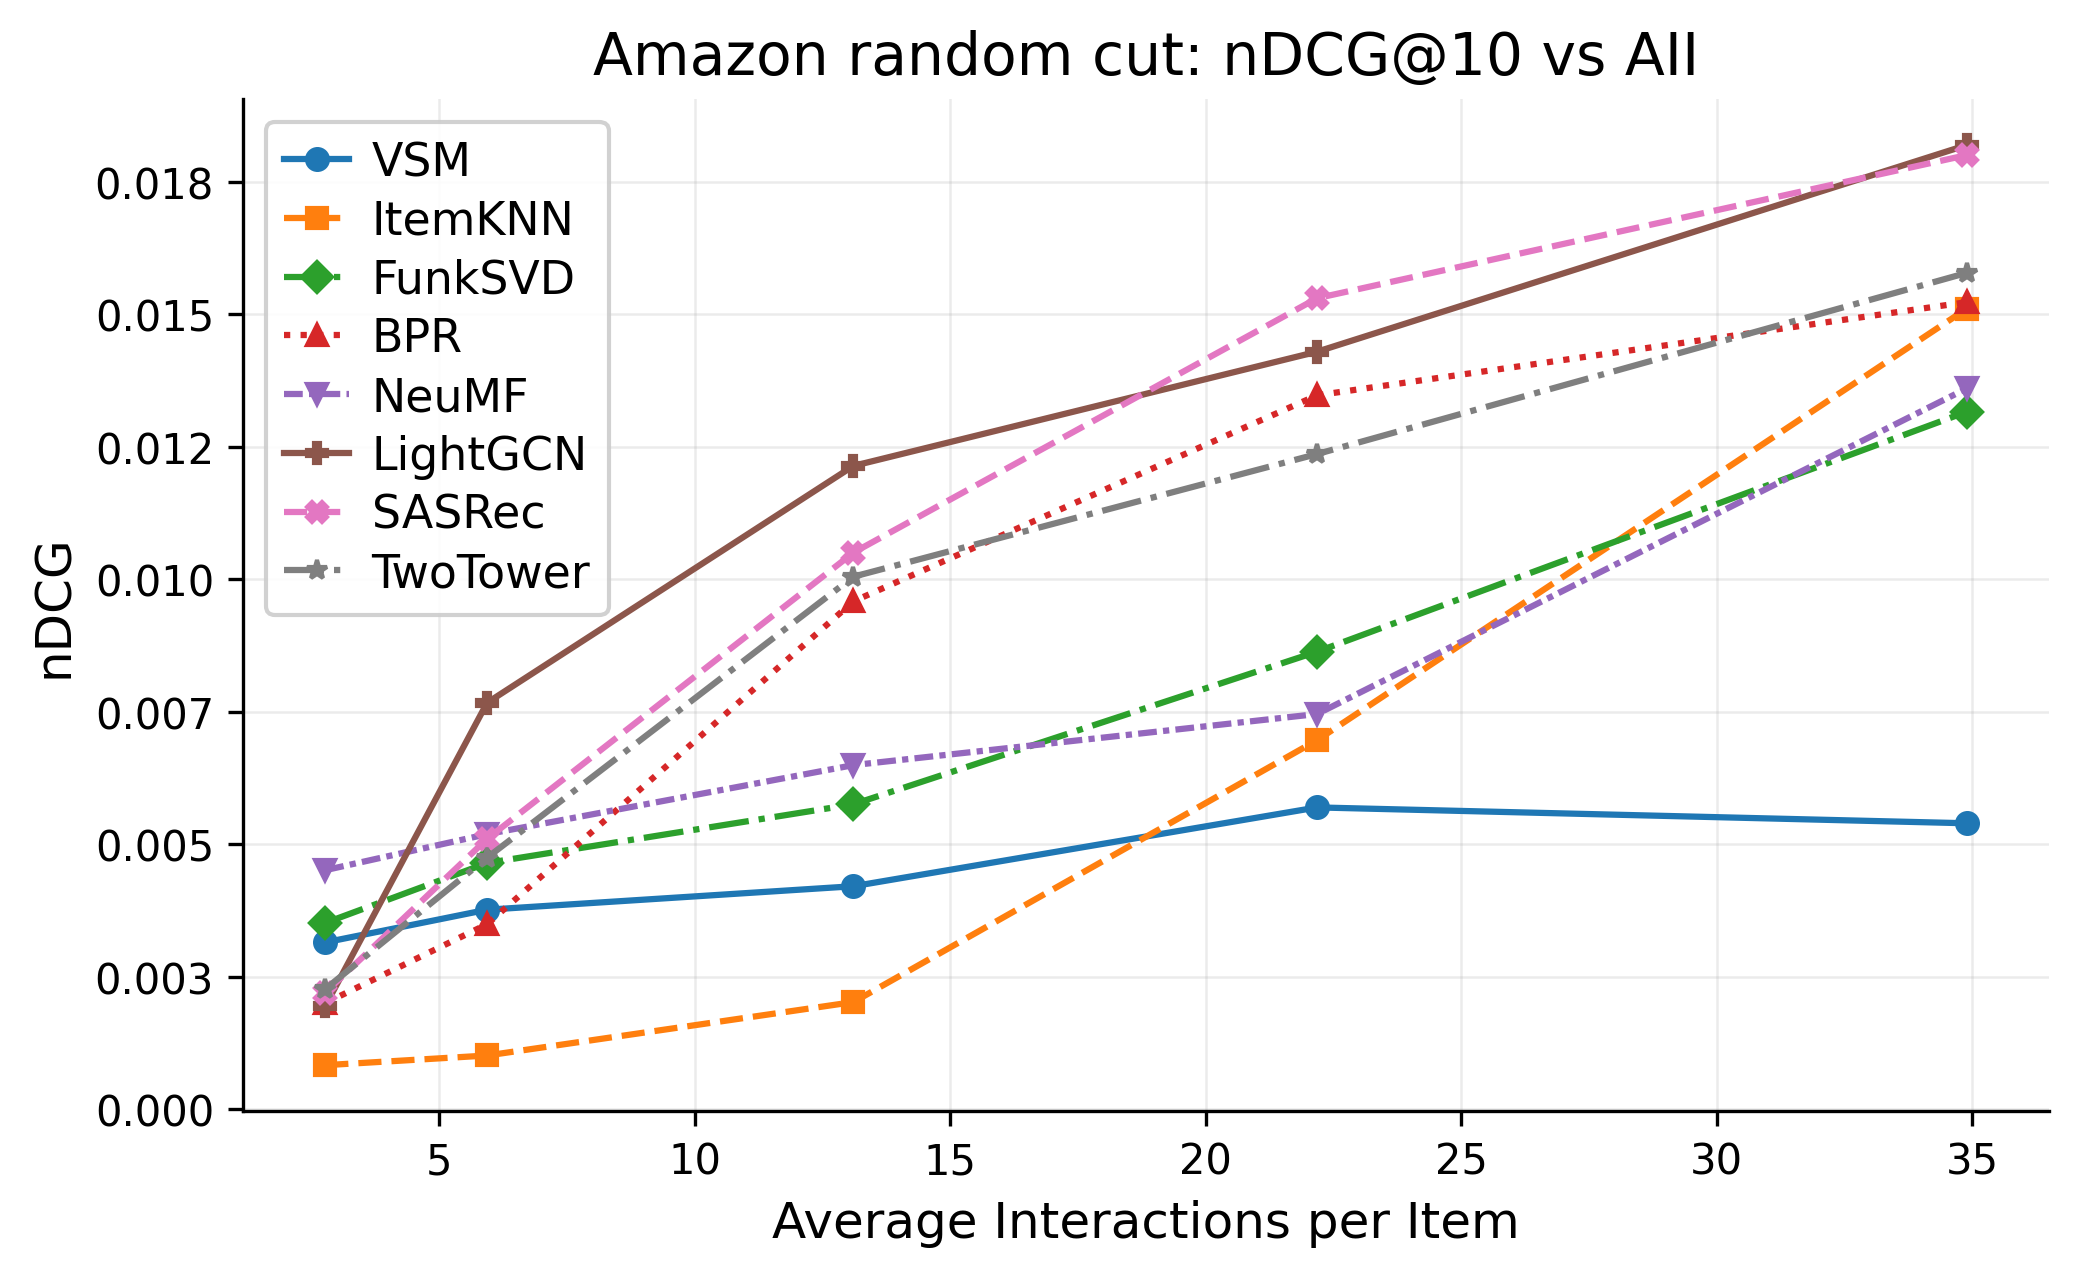 Amazon random cut: nDCG@10 vs AII
VSM
ItemKNN
FunkSVD
BPR
NeuMF
LightGCN
SASRec
TwoTower
nDCG
0.018
0.015
0.012
0.010
0.007
0.005
0.003
0.000
5 10 15 20 25 30 35
Average Interactions per Item